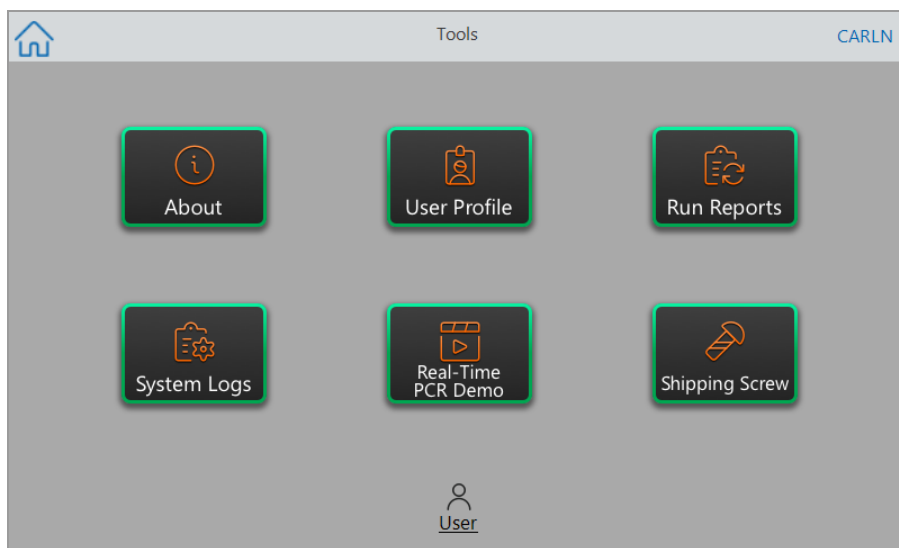 Tools
CARLN
About
User Profile
Run Reports
System Logs
Real-Time
PCR Demo
Shipping Screw
User